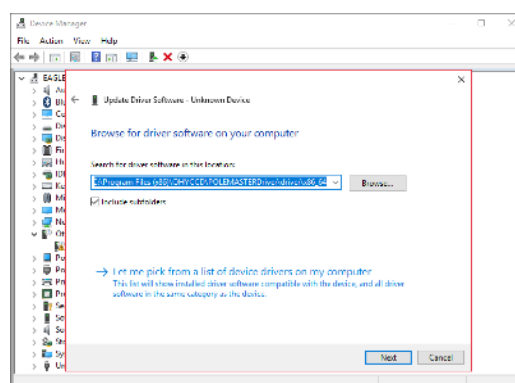 Device Manager
File Action View Help
EAGLE
Update Driver Software - Unknown Device
Browse for driver software on your computer
Search for driver software in this location:
C:\Program Files (x86)\QHYCCD\POLEMASTERDriver\driver\x86_64
Browse...
Include subfolders
Let me pick from a list of device drivers on my computer
This list will show installed driver software compatible with the device, and all driver
software in the same category as the device.
Next Cancel